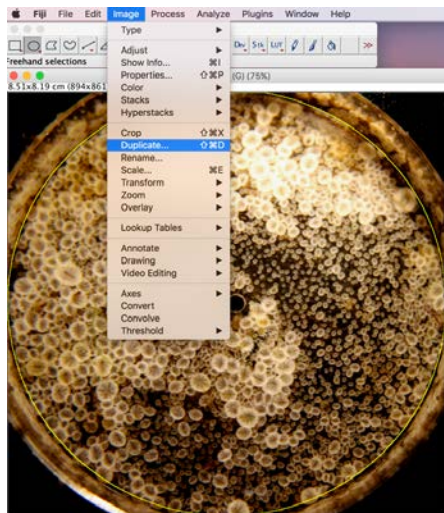 Fiji File Edit Image Process Analyze Plugins Window Help
Type
Dev Stk LUT >>
Adjust
Freehand selections
Show Info... ⌘I
Properties... ⇧⌘P
(G) (75%)
Color
8.51x8.19 cm (894x861
Stacks
Hyperstacks
Crop ⇧⌘X
Duplicate... ⇧⌘D
Rename...
Scale... ⌘E
Transform
Zoom
Overlay
Lookup Tables
Annotate
Drawing
Video Editing
Axes
Convert
Convolve
Threshold